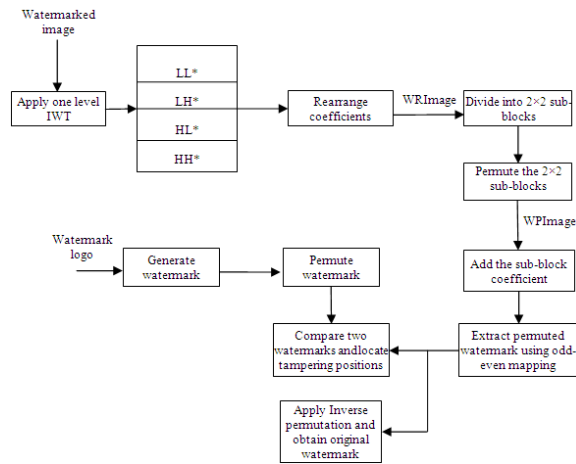 Watermarked
image
Apply one level
IWT
LL*
LH*
HL*
HH*
Rearrange
coefficients
WRImage
Divide into 2×2 sub-
blocks
Permute the 2×2
sub-blocks
WPImage
Add the sub-block
coefficient
Extract permuted
watermark using odd-
even mapping
Watermark
logo
Generate
watermark
Permute
watermark
Compare two
watermarks andlocate
tampering positions
Apply Inverse
permutation and
obtain original
watermark